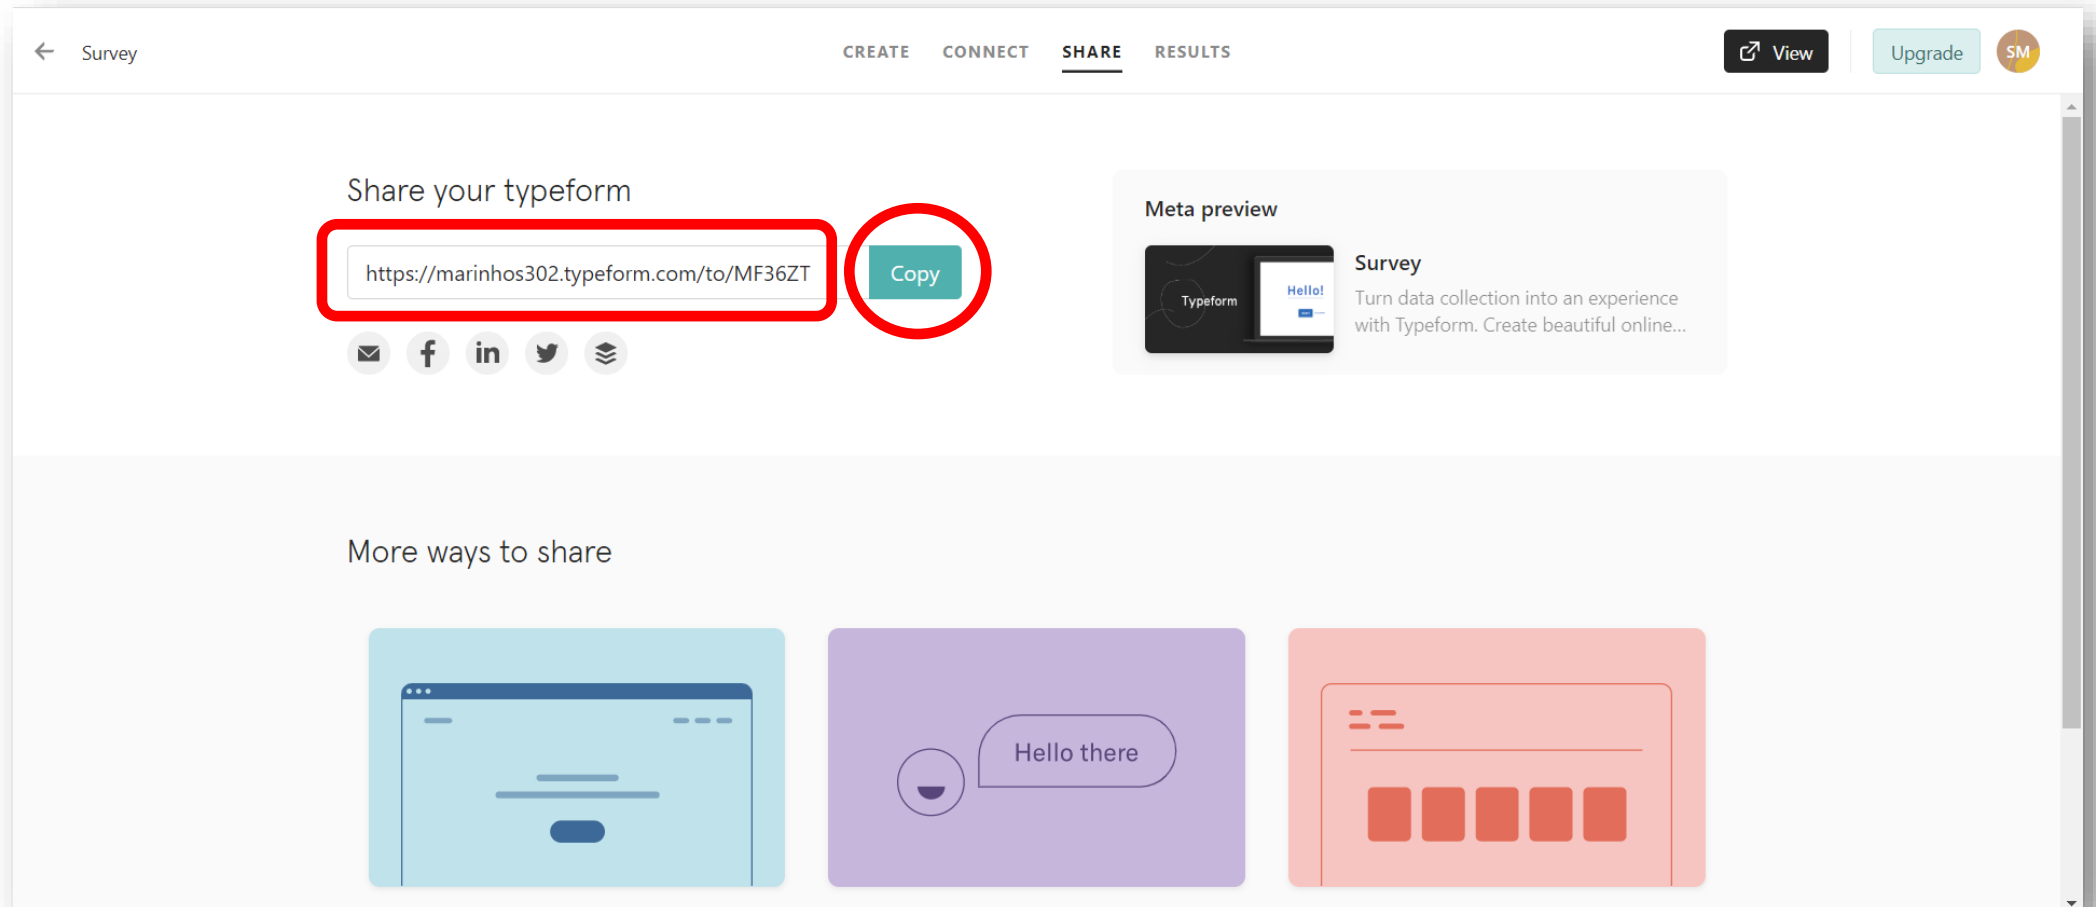 Survey
CREATE CONNECT SHARE RESULTS
View
Upgrade
SM
Share your typeform
https://marinhos302.typeform.com/to/MF36ZT
Copy
in
Meta preview
Typeform
Hello!
Survey
Turn data collection into an experience
with Typeform. Create beautiful online...
More ways to share
Hello there